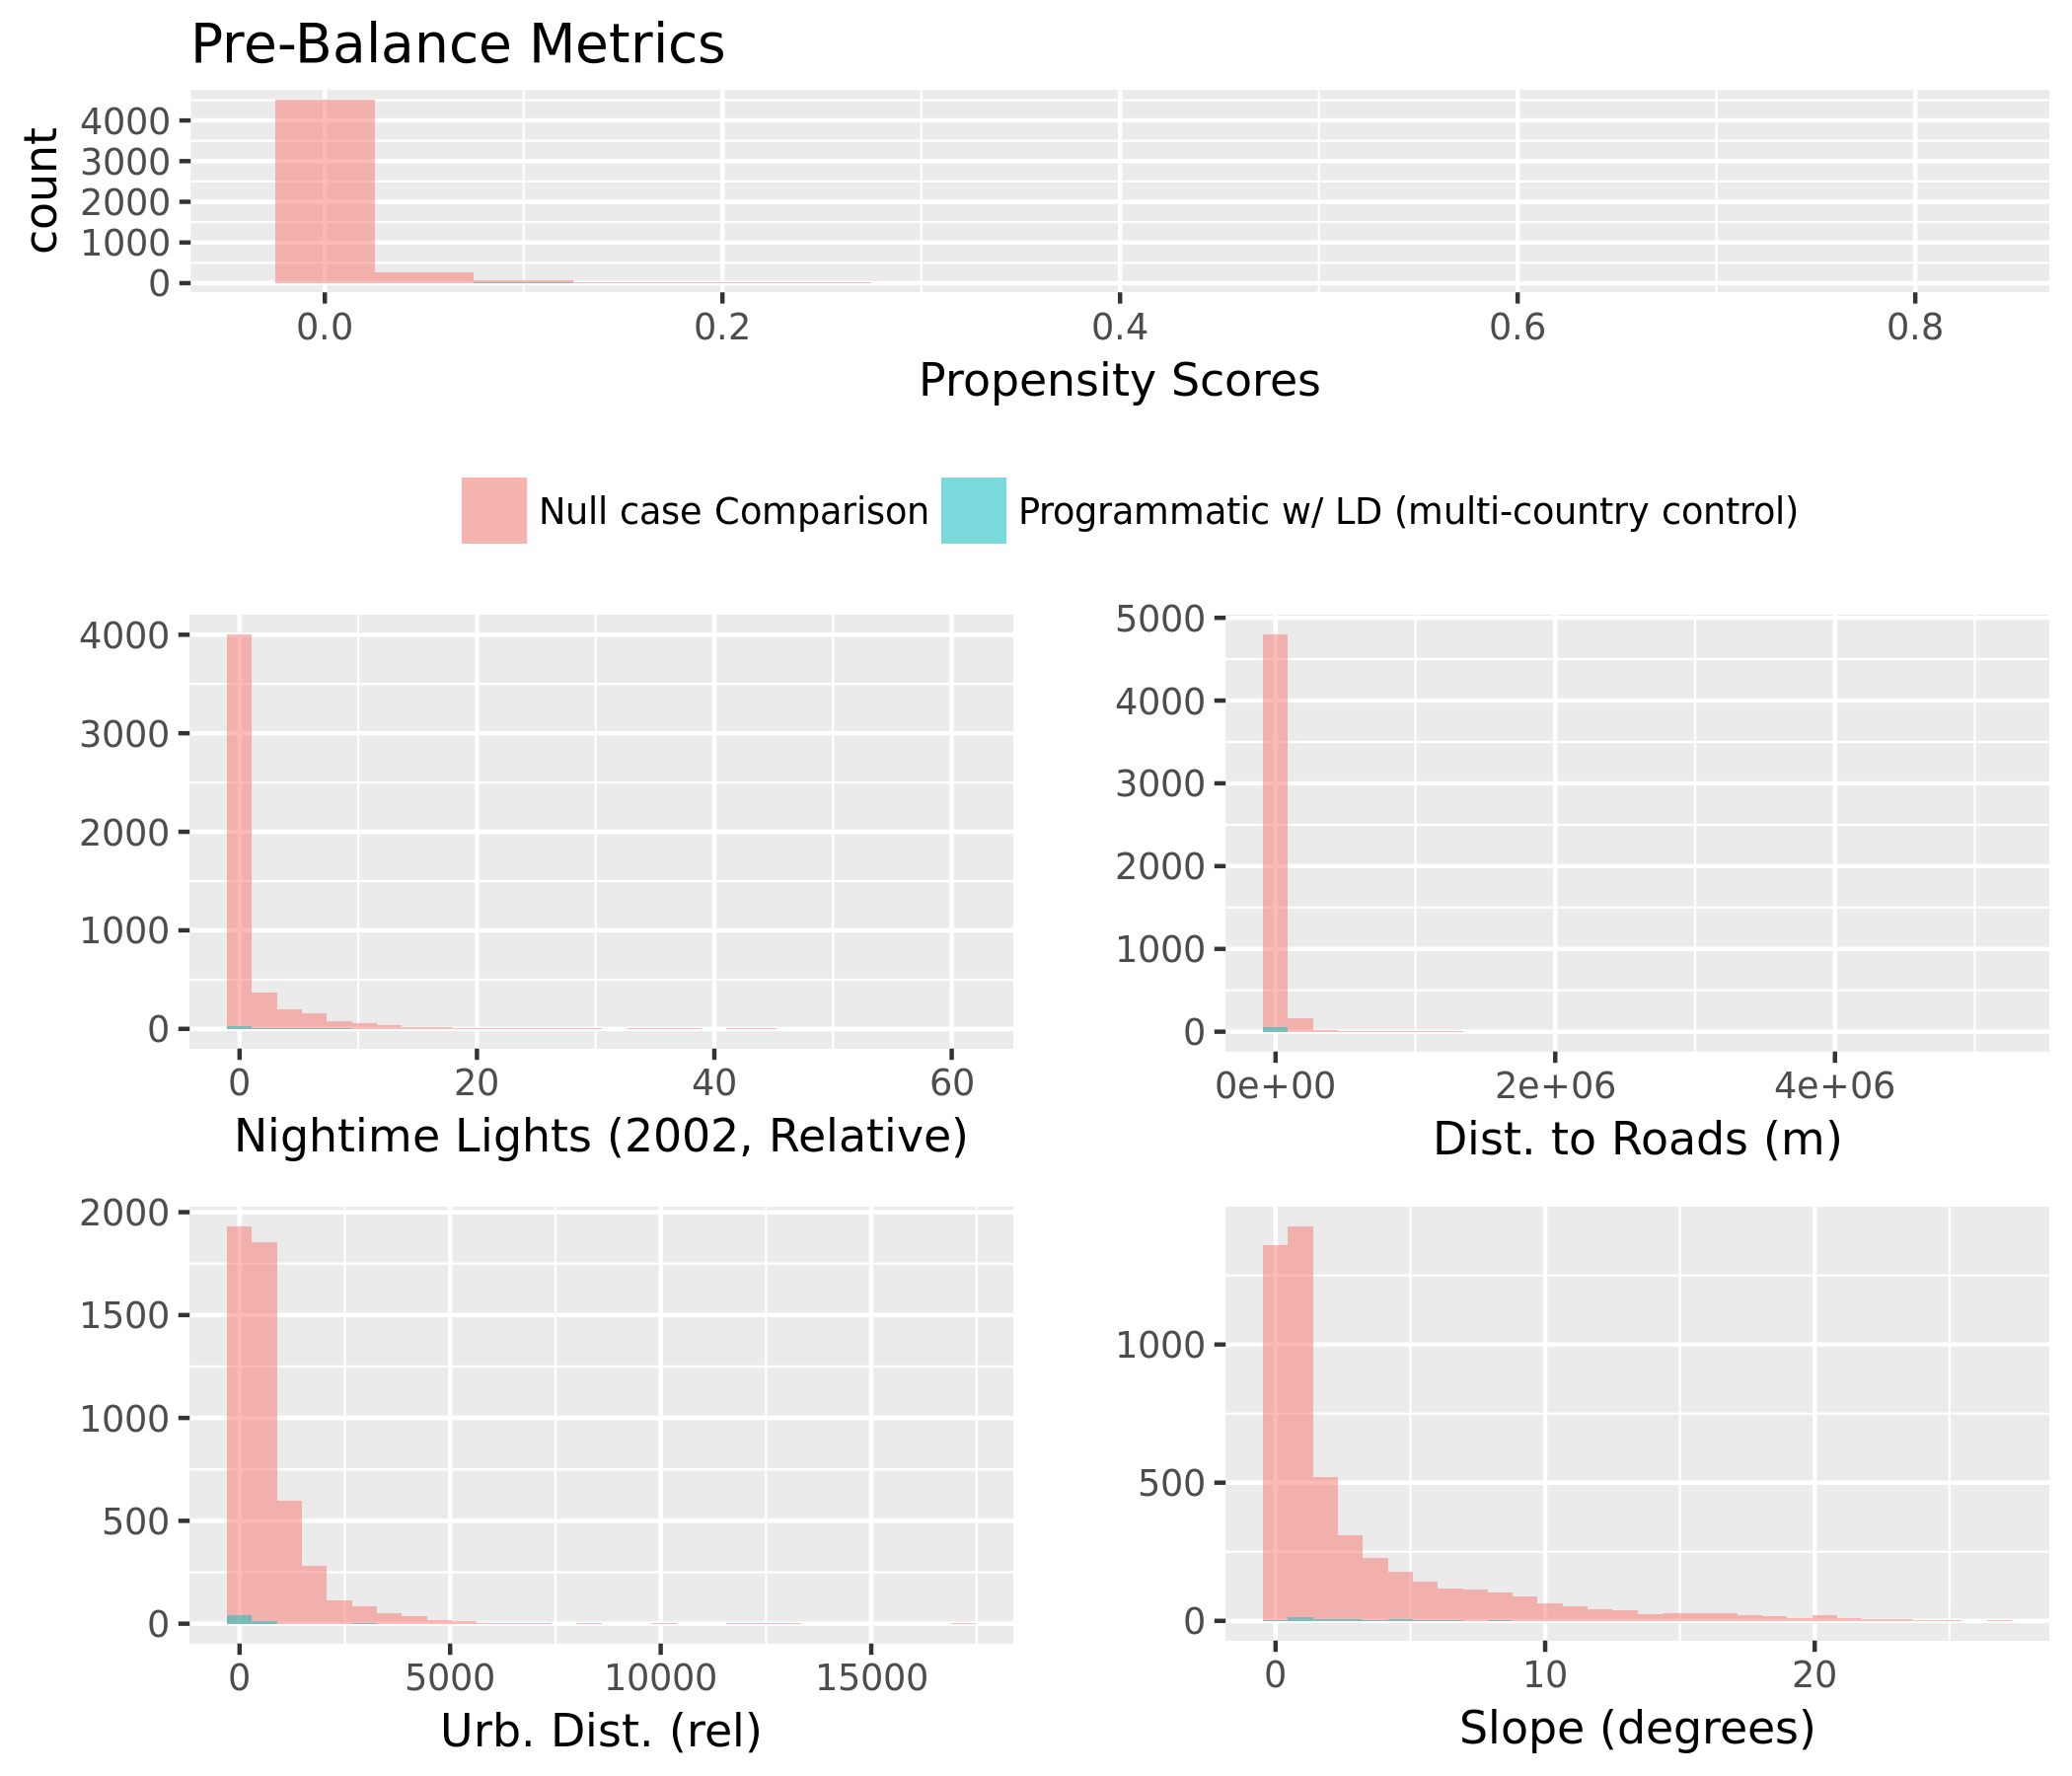 Pre-Balance Metrics
count
4000
3000
2000
1000
0
0.0 0.2 0.4 0.6 0.8
Propensity Scores
Null case Comparison Programmatic w/ LD (multi-country control)
4000
3000
2000
1000
0
0 20 40 60
Nightime Lights (2002, Relative)
5000
4000
3000
2000
1000
0
0e+00 2e+06 4e+06
Dist. to Roads (m)
2000
1500
1000
500
0
0 5000 10000 15000
Urb. Dist. (rel)
1000
500
0
0 10 20
Slope (degrees)